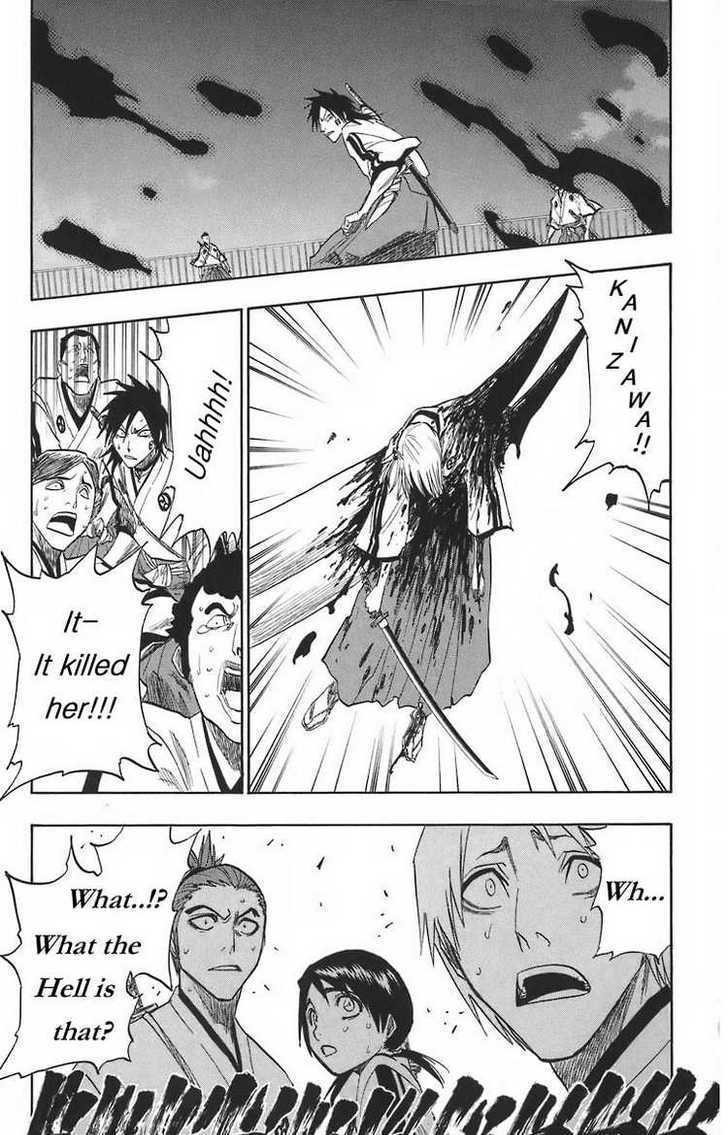 KANIZAWA!!
Uahhhh!
It–
It killed
her!!!
Wh...
What..!?
What the
Hell is
that?